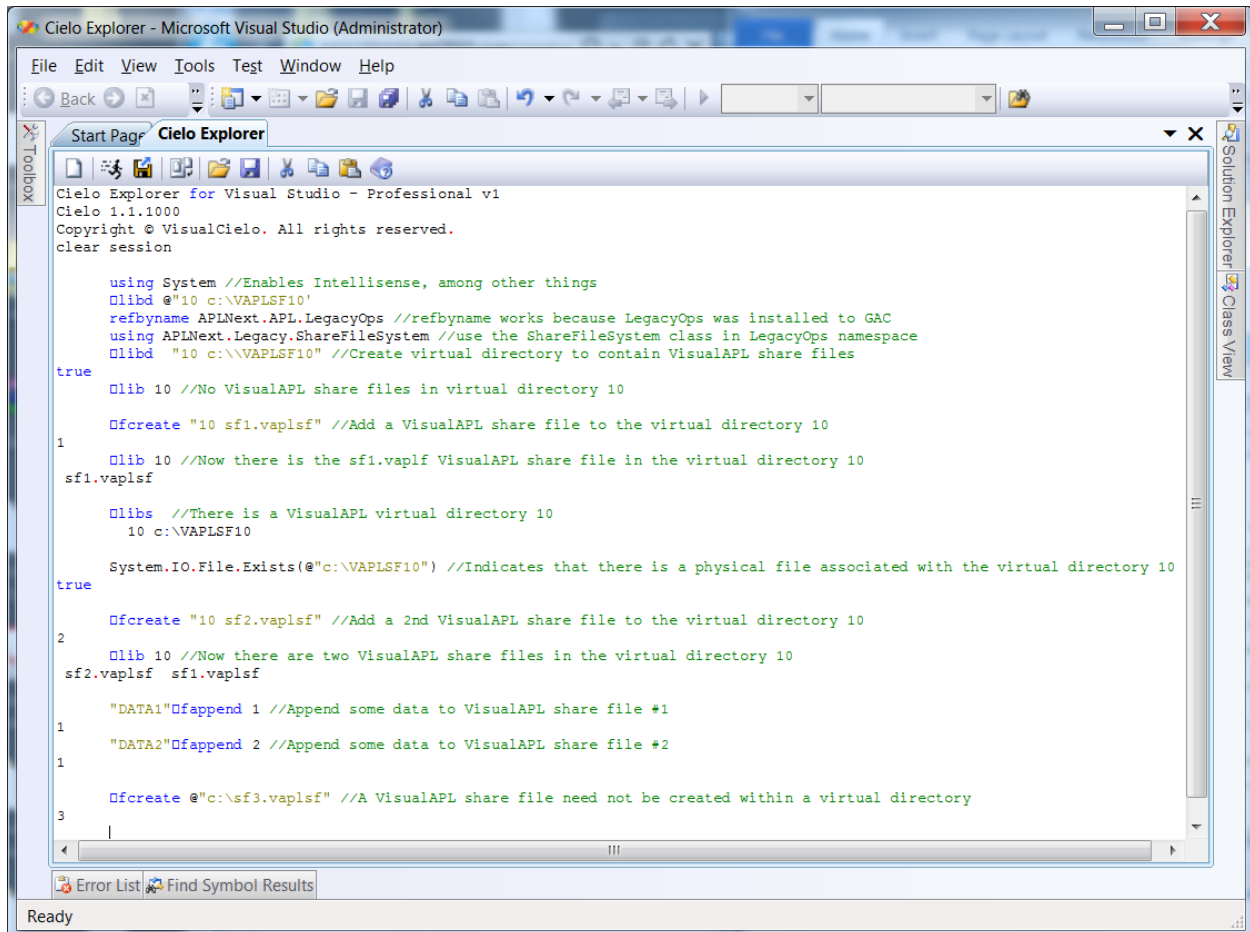 Cielo Explorer - Microsoft Visual Studio (Administrator)
File Edit View Tools Test Window Help
Back
Start Page Cielo Explorer
Toolbox
Solution Explorer
Class View
Cielo Explorer for Visual Studio - Professional v1
Cielo 1.1.1000
Copyright © VisualCielo. All rights reserved.
clear session
using System //Enables Intellisense, among other things
⎕libd @"10 c:\VAPLSF10'
refbyname APLNext.APL.LegacyOps //refbyname works because LegacyOps was installed to GAC
using APLNext.Legacy.ShareFileSystem //use the ShareFileSystem class in LegacyOps namespace
⎕libd "10 c:\\VAPLSF10" //Create virtual directory to contain VisualAPL share files
true
⎕lib 10 //No VisualAPL share files in virtual directory 10
⎕fcreate "10 sf1.vaplsf" //Add a VisualAPL share file to the virtual directory 10
1
⎕lib 10 //Now there is the sf1.vaplf VisualAPL share file in the virtual directory 10
sf1.vaplsf
⎕libs //There is a VisualAPL virtual directory 10
10 c:\VAPLSF10
System.IO.File.Exists(@"c:\VAPLSF10") //Indicates that there is a physical file associated with the virtual directory 10
true
⎕fcreate "10 sf2.vaplsf" //Add a 2nd VisualAPL share file to the virtual directory 10
2
⎕lib 10 //Now there are two VisualAPL share files in the virtual directory 10
sf2.vaplsf sf1.vaplsf
"DATA1"⎕fappend 1 //Append some data to VisualAPL share file #1
1
"DATA2"⎕fappend 2 //Append some data to VisualAPL share file #2
1
⎕fcreate @"c:\sf3.vaplsf" //A VisualAPL share file need not be created within a virtual directory
3
Error List Find Symbol Results
Ready